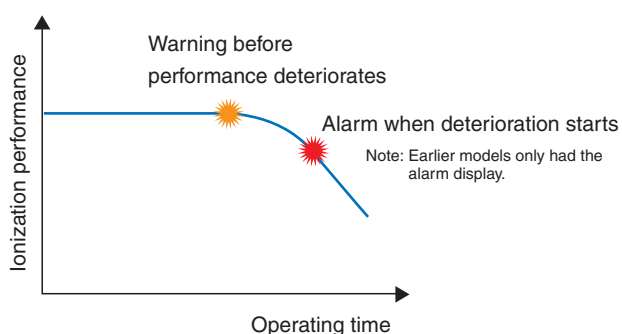 Warning before
performance deteriorates
Alarm when deterioration starts
Note: Earlier models only had the
alarm display.
Ionization performance
Operating time